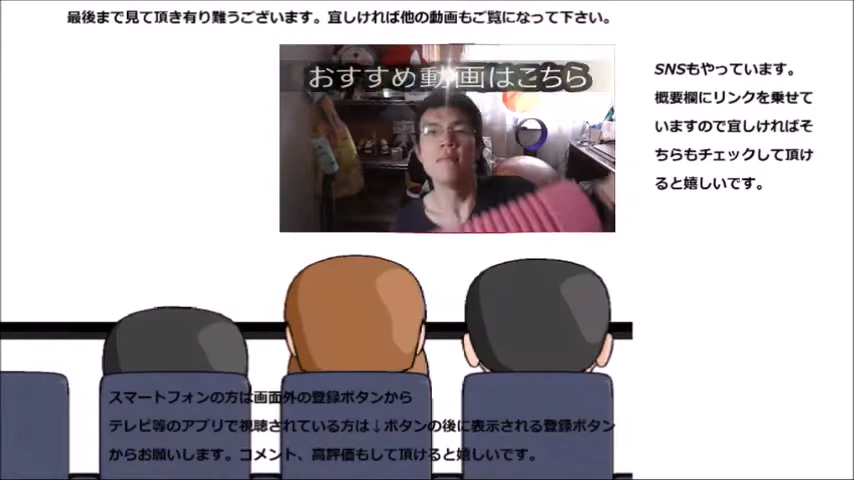 最後まで見て頂き有り難うございます。宜しければ他の動画もご覧になって下さい。
おすすめ動画はこちら
SNSもやっています。
概要欄にリンクを乗せて
いますので宜しければそ
ちらもチェックして頂け
ると嬉しいです。
スマートフォンの方は画面外の登録ボタンから
テレビ等のアプリで視聴されている方は↓ボタンの後に表示される登録ボタン
からお願いします。コメント、高評価もして頂けると嬉しいです。